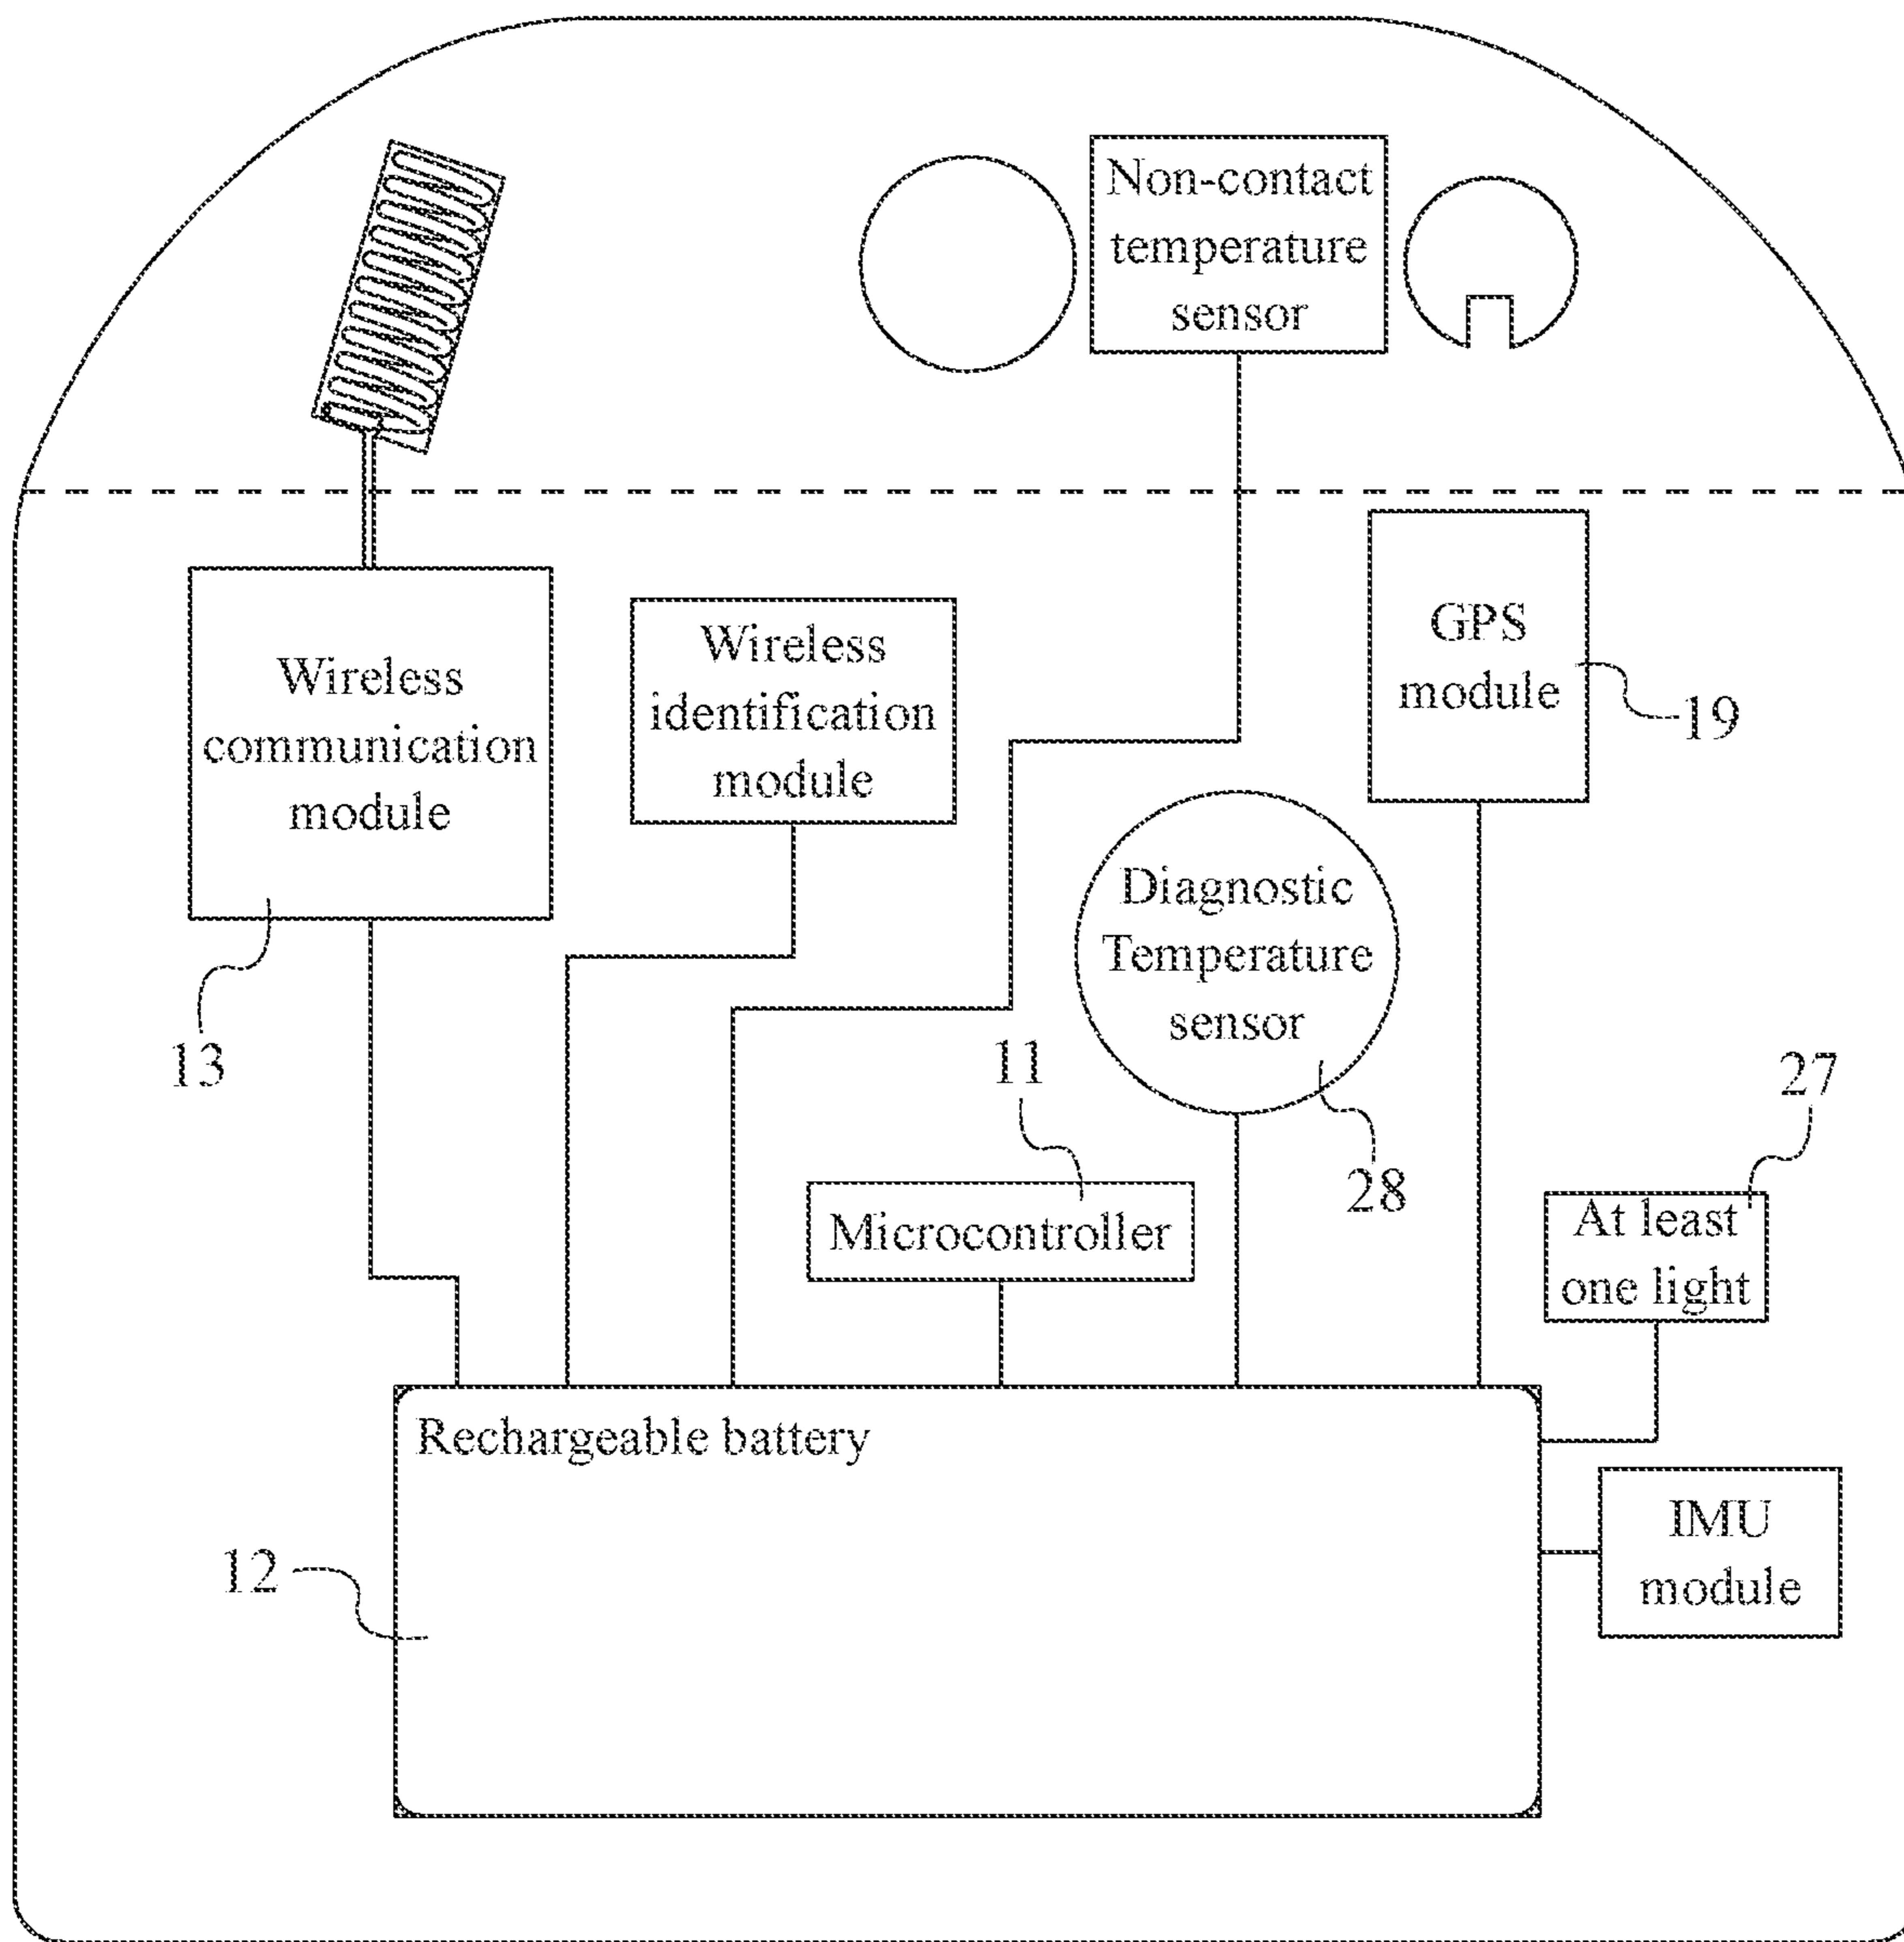 Non-contact
temperature
sensor
Wireless
communication
module
13
Wireless
identification
module
GPS
module
19
Diagnostic
Temperature
sensor
28
11
Microcontroller
27
At least
one light
Rechargeable battery
12
IMU
module